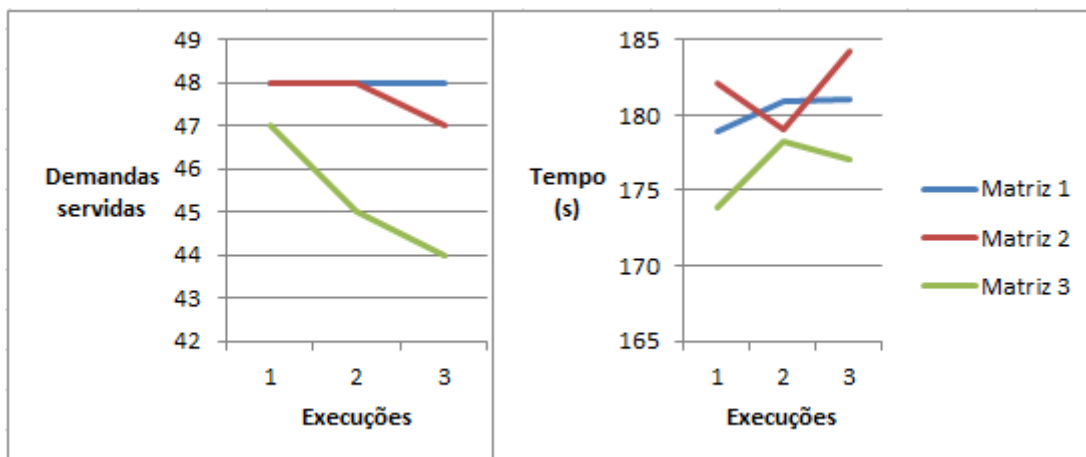 49
48
47
46
45
44
43
42
Demandas
servidas
1 2 3
Execuções
185
180
175
170
165
Tempo
(s)
1 2 3
Execuções
Matriz 1
Matriz 2
Matriz 3